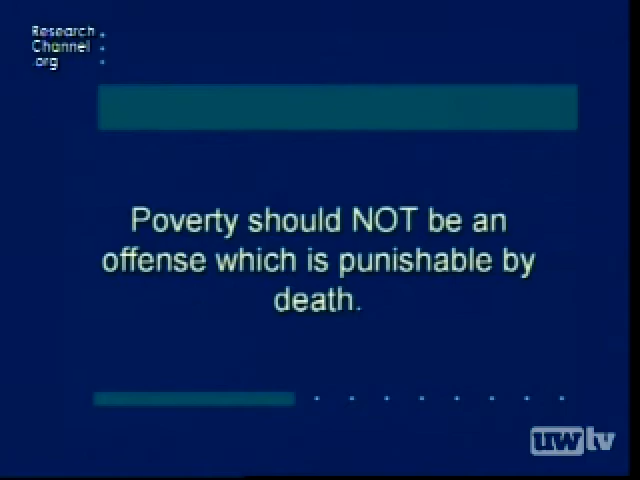 Research
Channel
.org
Poverty should NOT be an
offense which is punishable by
death.
uwtv